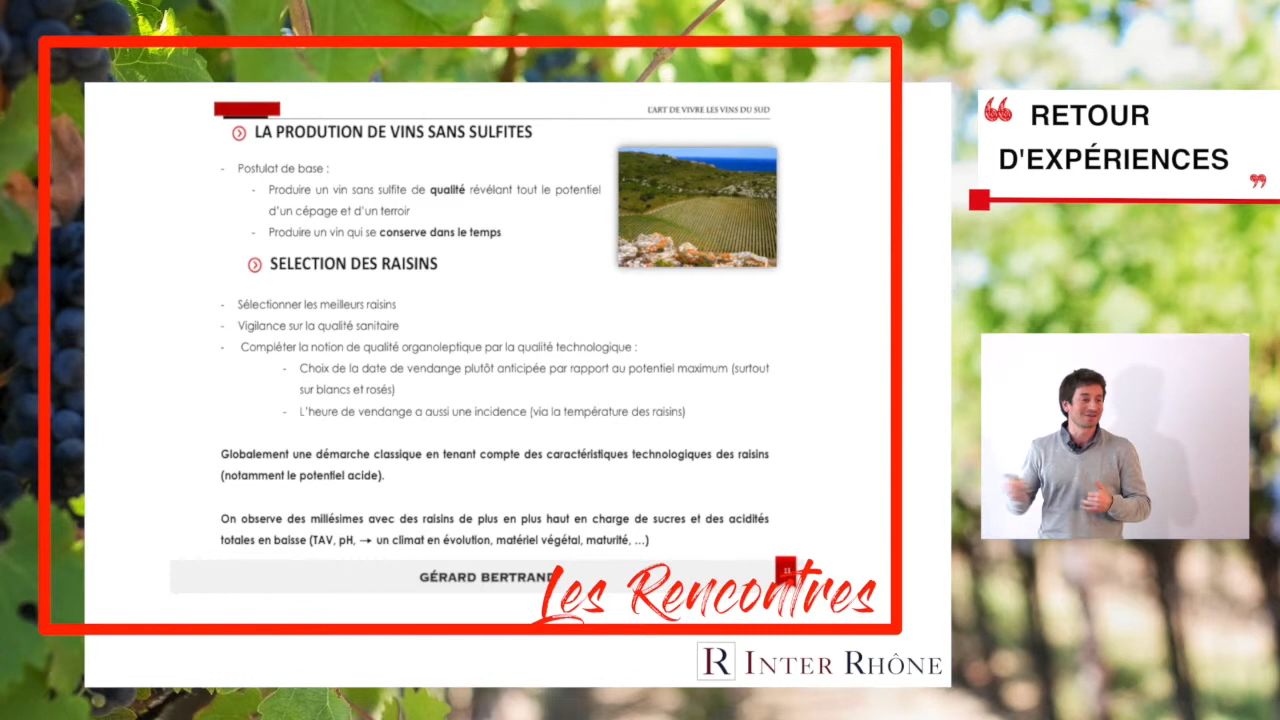 L'ART DE VIVRE LES VINS DU SUD
LA PRODUTION DE VINS SANS SULFITES
- Postulat de base :
- Produire un vin sans sulfite de qualité révélant tout le potentiel
d'un cépage et d'un terroir
- Produire un vin qui se conserve dans le temps
SELECTION DES RAISINS
- Sélectionner les meilleurs raisins
- Vigilance sur la qualité sanitaire
- Compléter la notion de qualité organoleptique par la qualité technologique :
- Choix de la date de vendange plutôt anticipée par rapport au potentiel maximum (surtout
sur blancs et rosés)
- L'heure de vendange a aussi une incidence (via la température des raisins)
Globalement une démarche classique en tenant compte des caractéristiques technologiques des raisins
(notamment le potentiel acide).
On observe des millésimes avec des raisins de plus en plus haut en charge de sucres et des acidités
totales en baisse (TAV, pH, → un climat en évolution, matériel végétal, maturité, ...)
GÉRARD BERTRAND
Les Rencontres
R INTER RHÔNE
“ RETOUR
D'EXPÉRIENCES
”